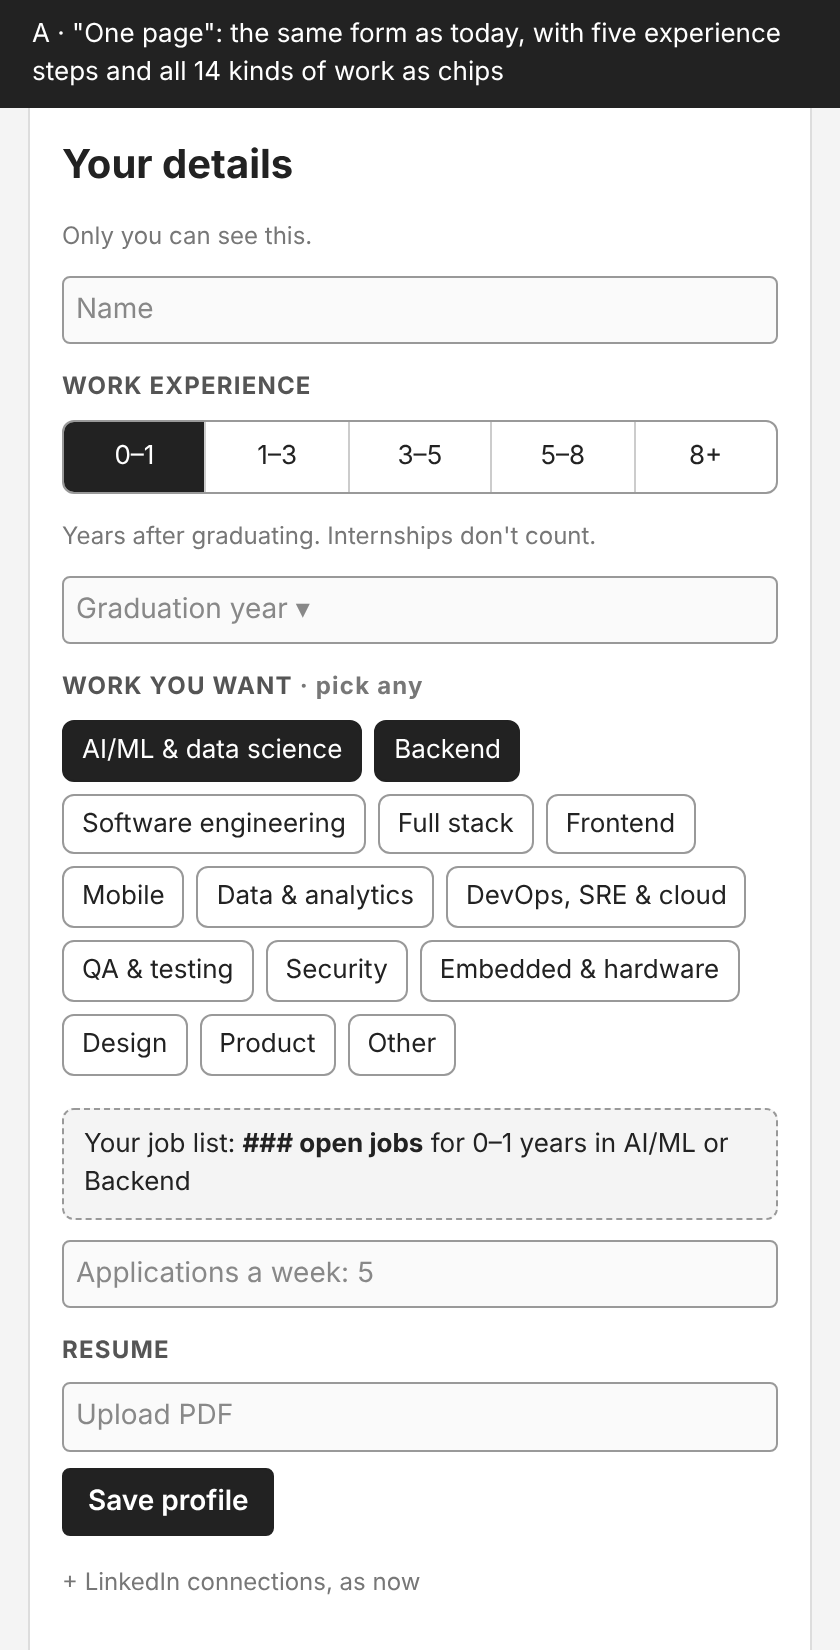 A · "One page": the same form as today, with five experience
steps and all 14 kinds of work as chips
Your details
Only you can see this.
Name
WORK EXPERIENCE
0–1 1–3 3–5 5–8 8+
Years after graduating. Internships don't count.
Graduation year ▾
WORK YOU WANT · pick any
AI/ML & data science Backend
Software engineering Full stack Frontend
Mobile Data & analytics DevOps, SRE & cloud
QA & testing Security Embedded & hardware
Design Product Other
Your job list: ### open jobs for 0–1 years in AI/ML or
Backend
Applications a week: 5
RESUME
Upload PDF
Save profile
+ LinkedIn connections, as now